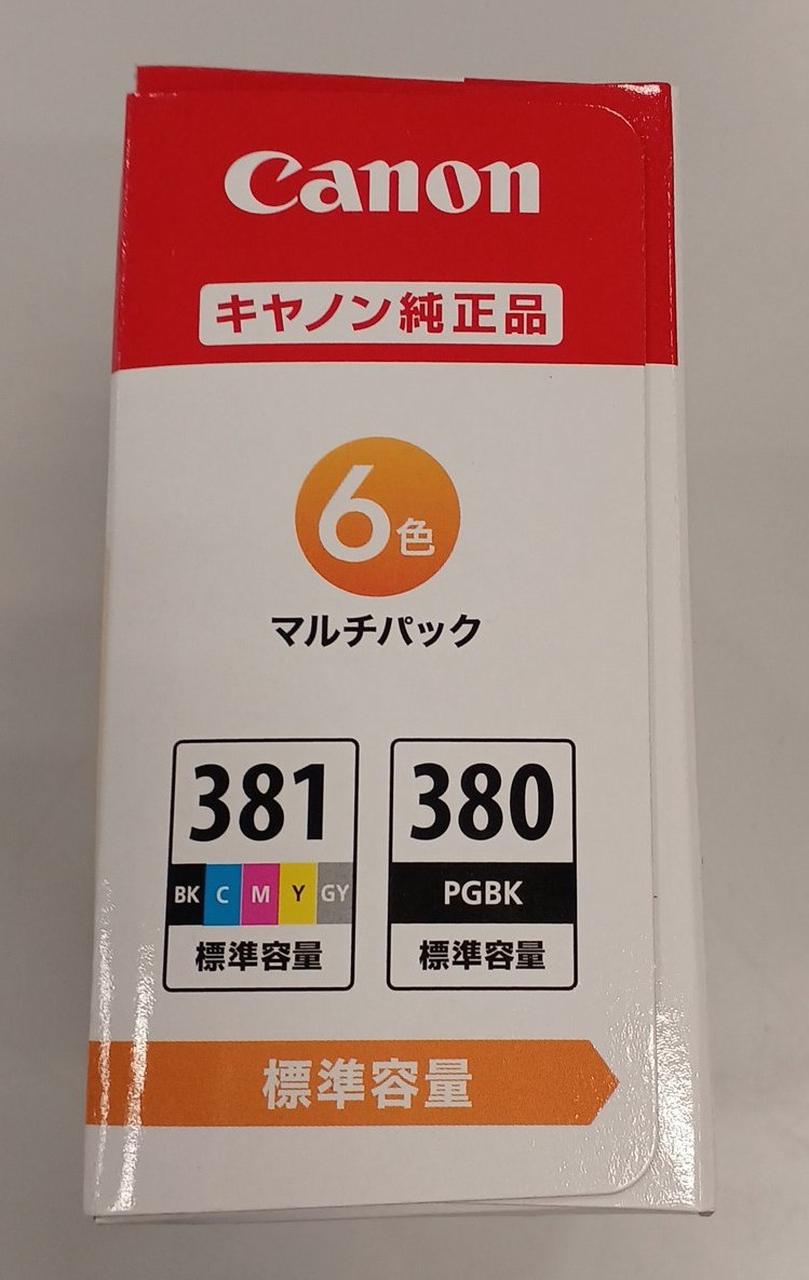 Canon
キヤノン純正品
6色
マルチパック
381
BK C M Y GY
標準容量
380
PGBK
標準容量
標準容量